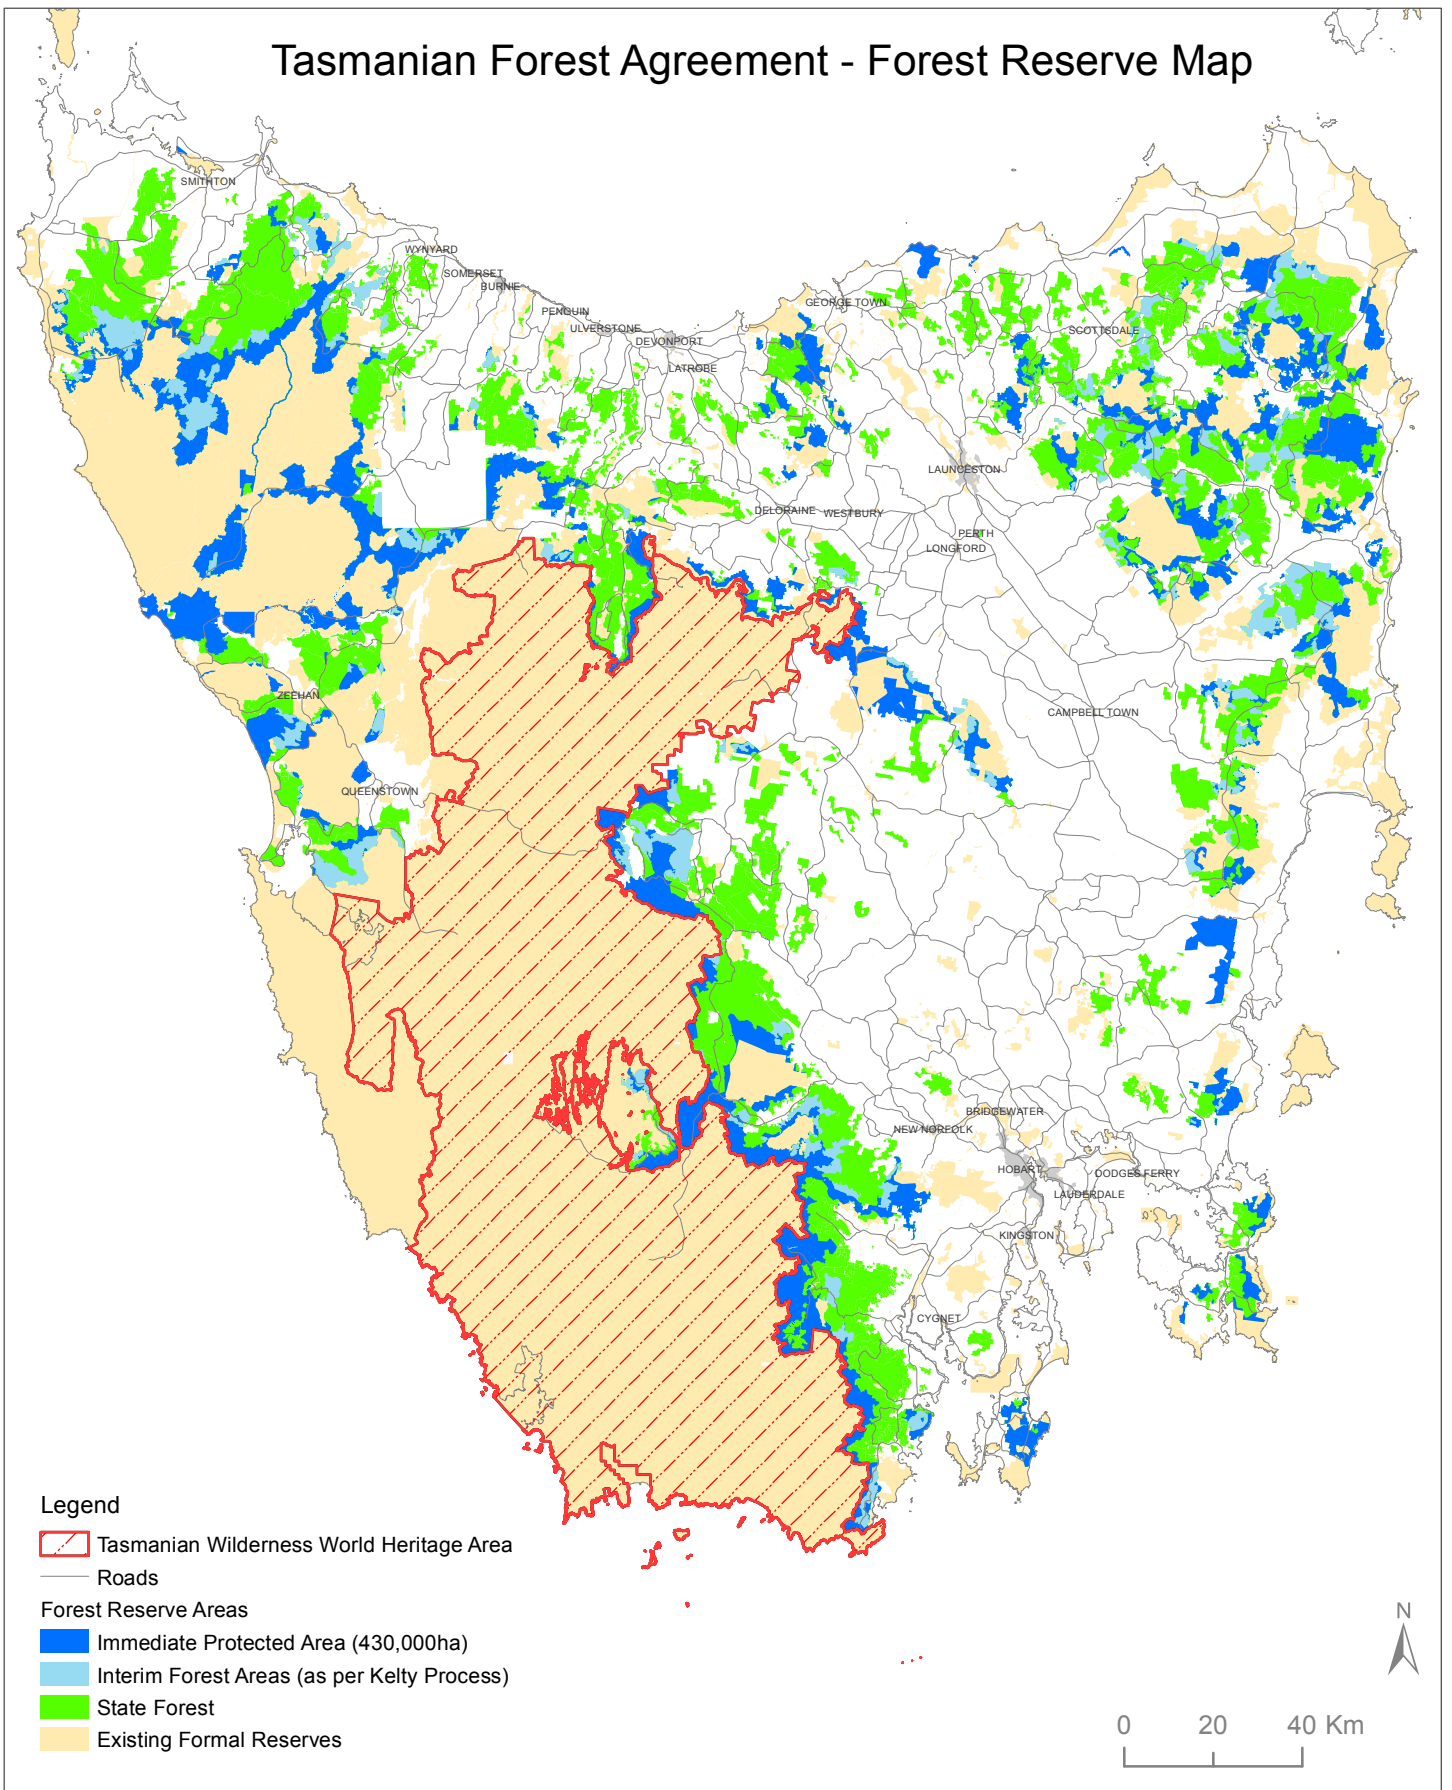 Tasmanian Forest Agreement - Forest Reserve Map
SMITHTON
WYNYARD
SOMERSET
BURNIE
PENGUIN
ULVERSTONE
DEVONPORT
LATROBE
GEORGE TOWN
SCOTTSDALE
LAUNCESTON
DELORAINE
WESTBURY
PERTH
LONGFORD
ZEEHAN
CAMPBELL TOWN
QUEENSTOWN
BRIDGEWATER
NEW NORFOLK
HOBART
DODGES FERRY
LAUDERDALE
KINGSTON
CYGNET
Legend
Tasmanian Wilderness World Heritage Area
Roads
Forest Reserve Areas
Immediate Protected Area (430,000ha)
Interim Forest Areas (as per Kelty Process)
State Forest
Existing Formal Reserves
N
0 20 40 Km